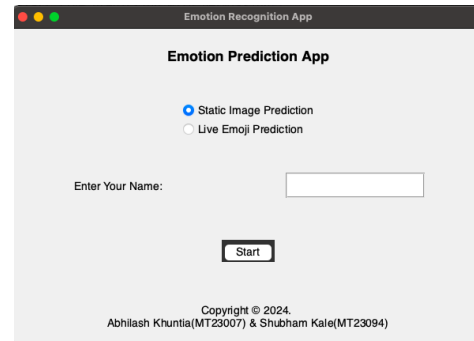 Emotion Recognition App
Emotion Prediction App
Static Image Prediction
Live Emoji Prediction
Enter Your Name:
Start
Copyright © 2024.
Abhilash Khuntia(MT23007) & Shubham Kale(MT23094)